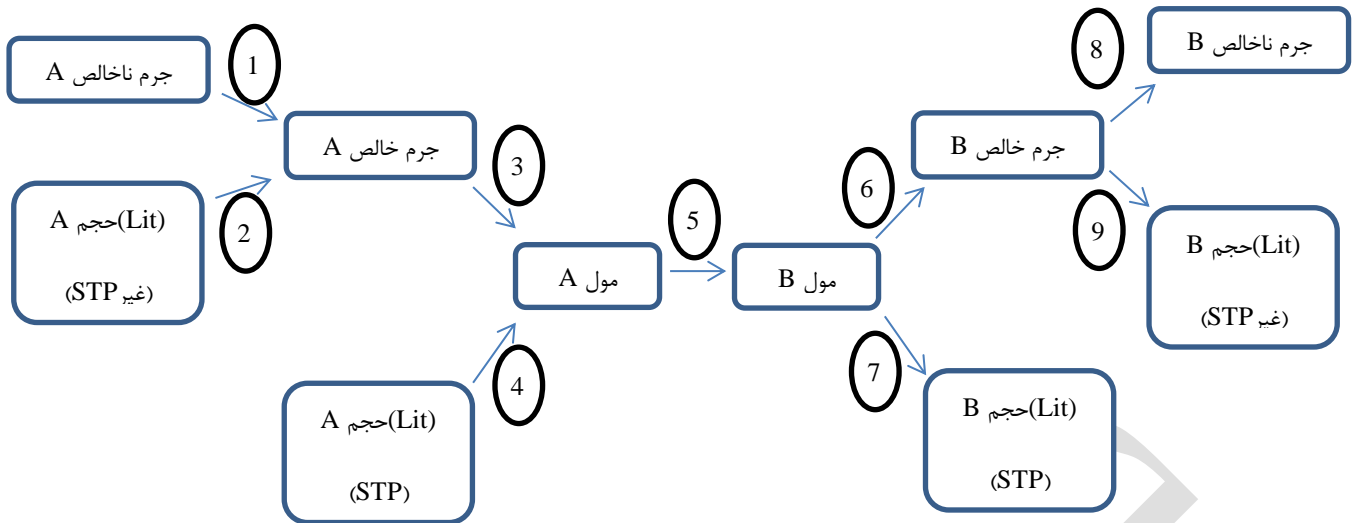 جرم ناخالص A
1
جرم خالص A
2
حجم A (Lit)
(غیر STP)
3
مول A
4
حجم A (Lit)
(STP)
5
مول B
6
جرم خالص B
7
حجم B (Lit)
(STP)
8
جرم ناخالص B
9
حجم B (Lit)
(غیر STP)